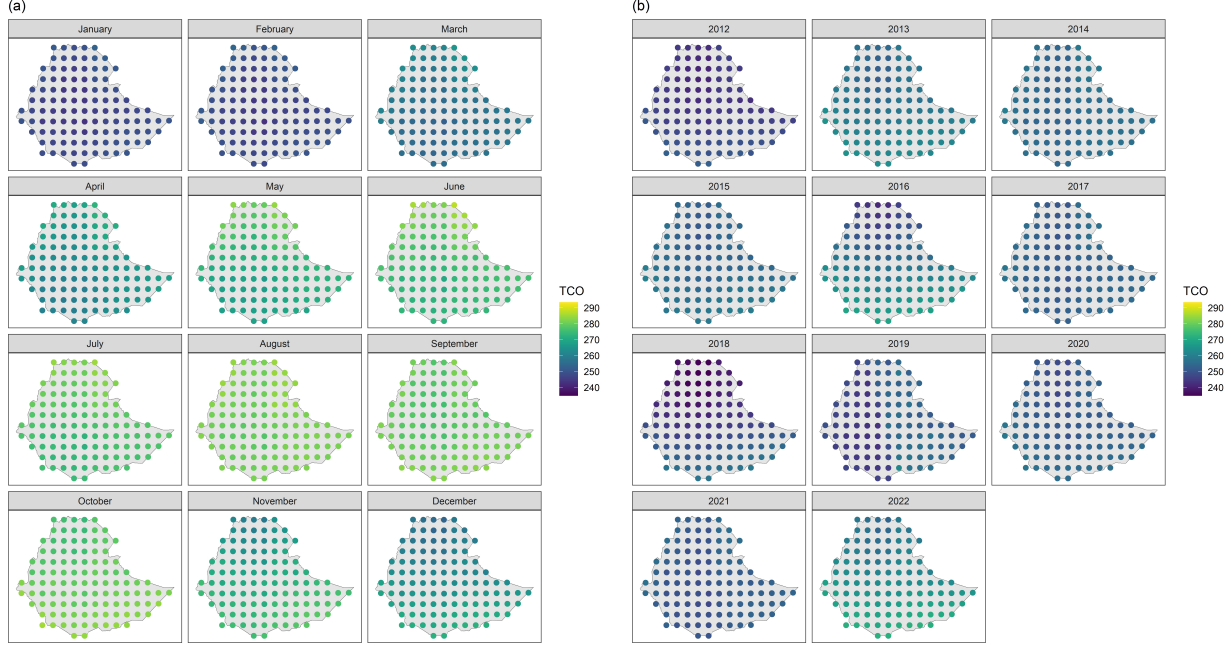 (a)
January
February
March
April
May
June
July
August
September
October
November
December
TCO
290
280
270
260
250
240
(b)
2012
2013
2014
2015
2016
2017
2018
2019
2020
2021
2022
TCO
290
280
270
260
250
240